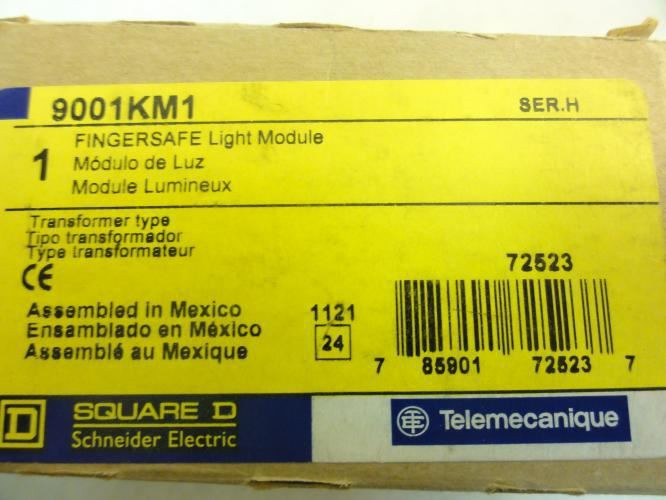 9001KM1 SER.H
1 FINGERSAFE Light Module
Módulo de Luz
Module Lumineux
Transformer type
Tipo transformador
Type transformateur
CE
72523
Assembled in Mexico 1121
Ensamblado en México 24
Assemblé au Mexique
7 85901 72523 7
D SQUARE D
Schneider Electric
TE Telemecanique